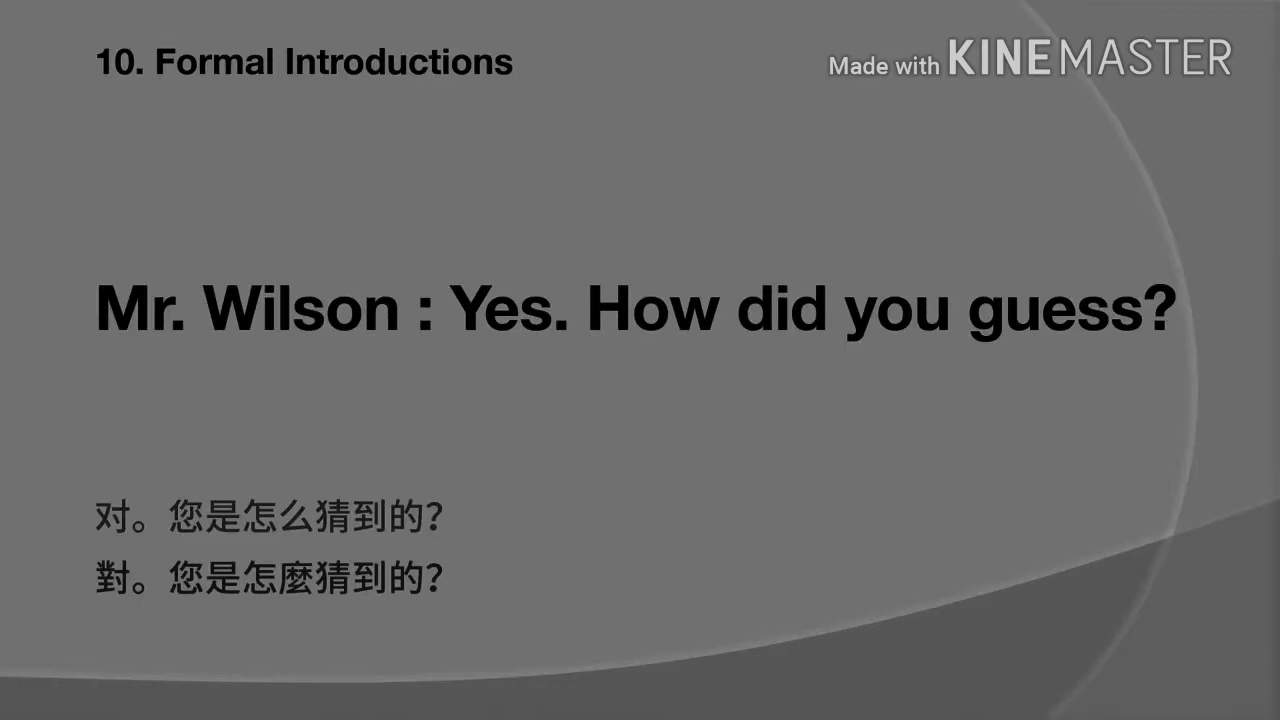 10. Formal Introductions
Made with KINEMASTER
Mr. Wilson : Yes. How did you guess?
对。您是怎么猜到的？
對。您是怎麼猜到的？